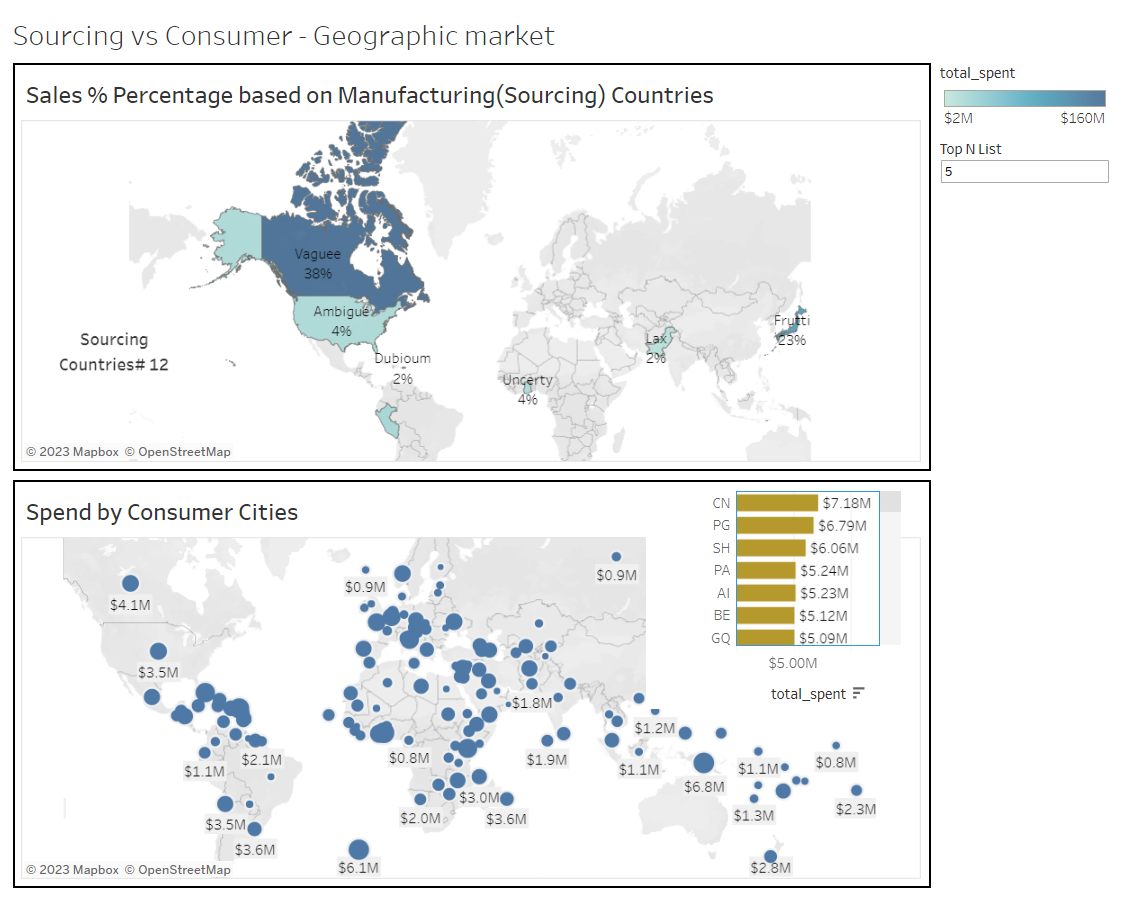 Sourcing vs Consumer - Geographic market
Sales % Percentage based on Manufacturing(Sourcing) Countries
total_spent
$2M $160M
Top N List
5
Vaguee
38%
Ambigue
4%
Sourcing
Countries# 12
Dubioum
2%
Uncerty
4%
Lax
2%
Frutti
23%
© 2023 Mapbox © OpenStreetMap
Spend by Consumer Cities
CN $7.18M
PG $6.79M
SH $6.06M
PA $5.24M
AI $5.23M
BE $5.12M
GQ $5.09M
$5.00M
total_spent
$4.1M
$0.9M
$0.9M
$3.5M
$1.8M
$1.2M
$2.1M
$1.1M
$0.8M
$1.9M
$1.1M
$1.1M
$0.8M
$6.8M
$3.0M
$3.5M
$2.0M
$3.6M
$1.3M
$2.3M
$3.6M
$6.1M
$2.8M
© 2023 Mapbox © OpenStreetMap